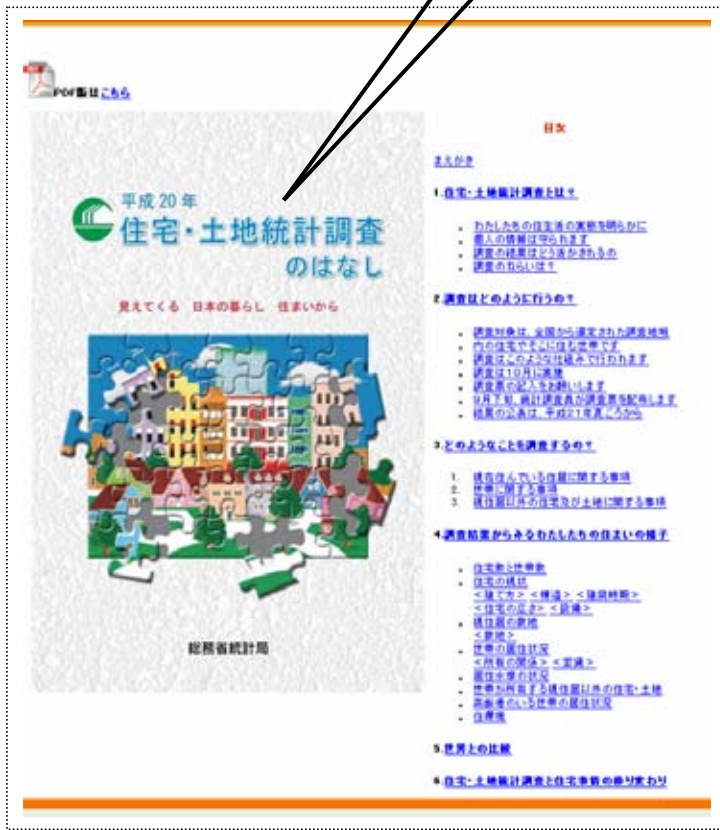 PDF版はこちら
平成20年
住宅・土地統計調査
のはなし
見えてくる 日本の暮らし 住まいから
総務省統計局
目次
まえがき
1.住宅・土地統計調査とは？
わたしたちの住生活の実態を明らかに
個人の情報は守られます
調査の結果はどう活かされるの
調査のねらいは？
2.調査はどのように行うの？
調査対象は、全国から選定された調査地域
内の住宅やそこに住む世帯です
調査はこのような仕組みで行われます
調査は10月に実施
調査票の記入をお願いします
9月下旬、統計調査員が調査票を配布します
結果の公表は、平成21年夏ごろから
3.どのようなことを調査するの？
1. 現在住んでいる住居に関する事項
2. 世帯に関する事項
3. 現住居以外の住宅及び土地に関する事項
4.調査結果からみるわたしたちの住まいの様子
住宅数と世帯数
住宅の現状
＜建て方＞ ＜構造＞ ＜建築時期＞
＜住宅の広さ＞ ＜設備＞
現住居の敷地
＜敷地＞
世帯の居住状況
＜所有の関係＞ ＜家賃＞
居住水準の状況
世帯が所有する現住居以外の住宅・土地
高齢者のいる世帯の居住状況
住環境
5.世界との比較
6.住宅・土地統計調査と住宅事情の移り変わり